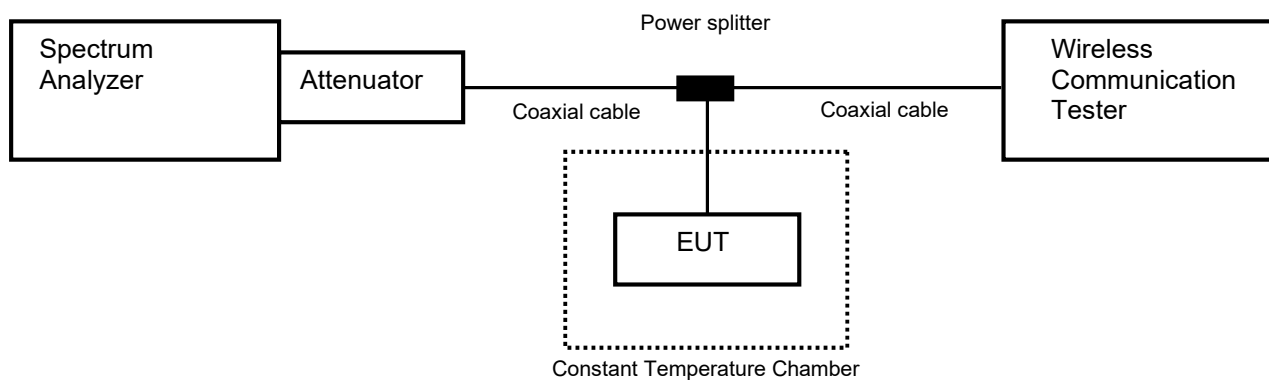 Power splitter
Spectrum
Analyzer
Attenuator
Wireless
Communication
Tester
Coaxial cable
Coaxial cable
EUT
Constant Temperature Chamber